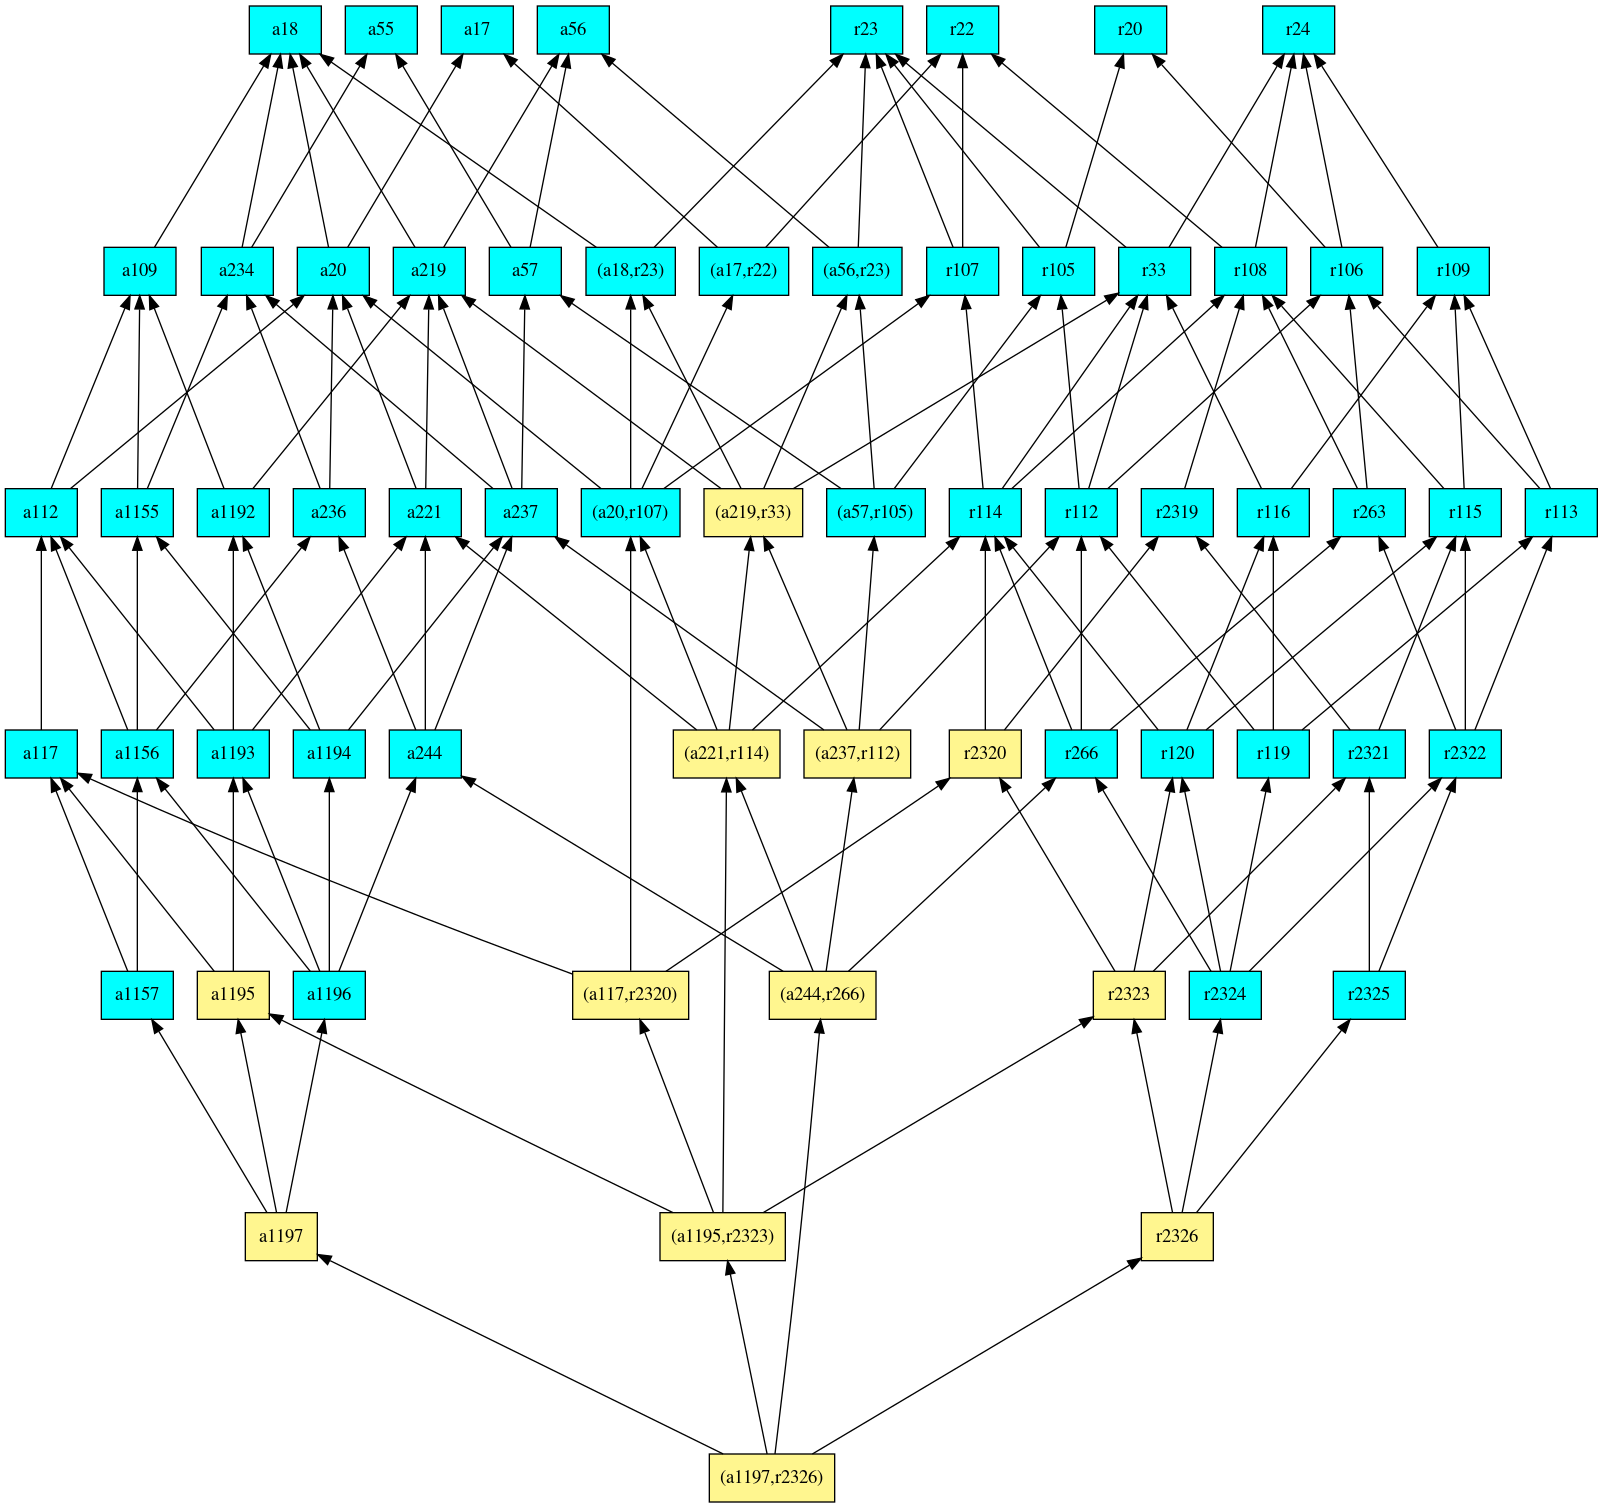 a18 a55 a17 a56 r23 r22 r20 r24
a109 a234 a20 a219 a57 (a18,r23) (a17,r22) (a56,r23) r107 r105 r33 r108 r106 r109
a112 a1155 a1192 a236 a221 a237 (a20,r107) (a219,r33) (a57,r105) r114 r112 r2319 r116 r263 r115 r113
a117 a1156 a1193 a1194 a244 (a221,r114) (a237,r112) r2320 r266 r120 r119 r2321 r2322
a1157 a1195 a1196 (a117,r2320) (a244,r266) r2323 r2324 r2325
a1197 (a1195,r2323) r2326
(a1197,r2326)